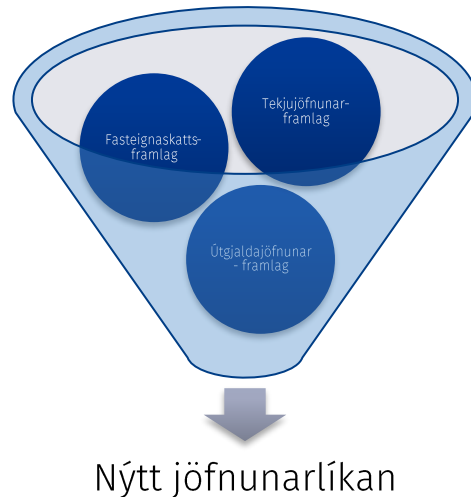 Tekjujöfnunar-
framlag
Fasteignaskatts-
framlag
Útgjaldajöfnunar
- framlag
Nýtt jöfnunarlíkan